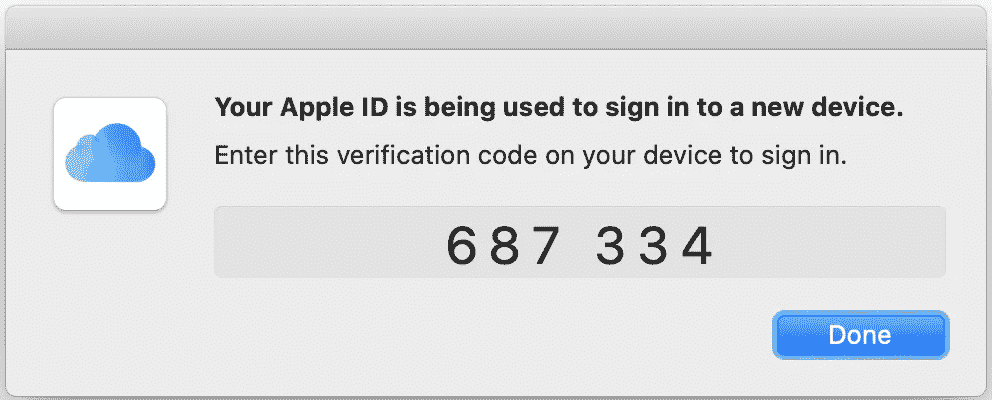 Your Apple ID is being used to sign in to a new device.
Enter this verification code on your device to sign in.
687 334
Done